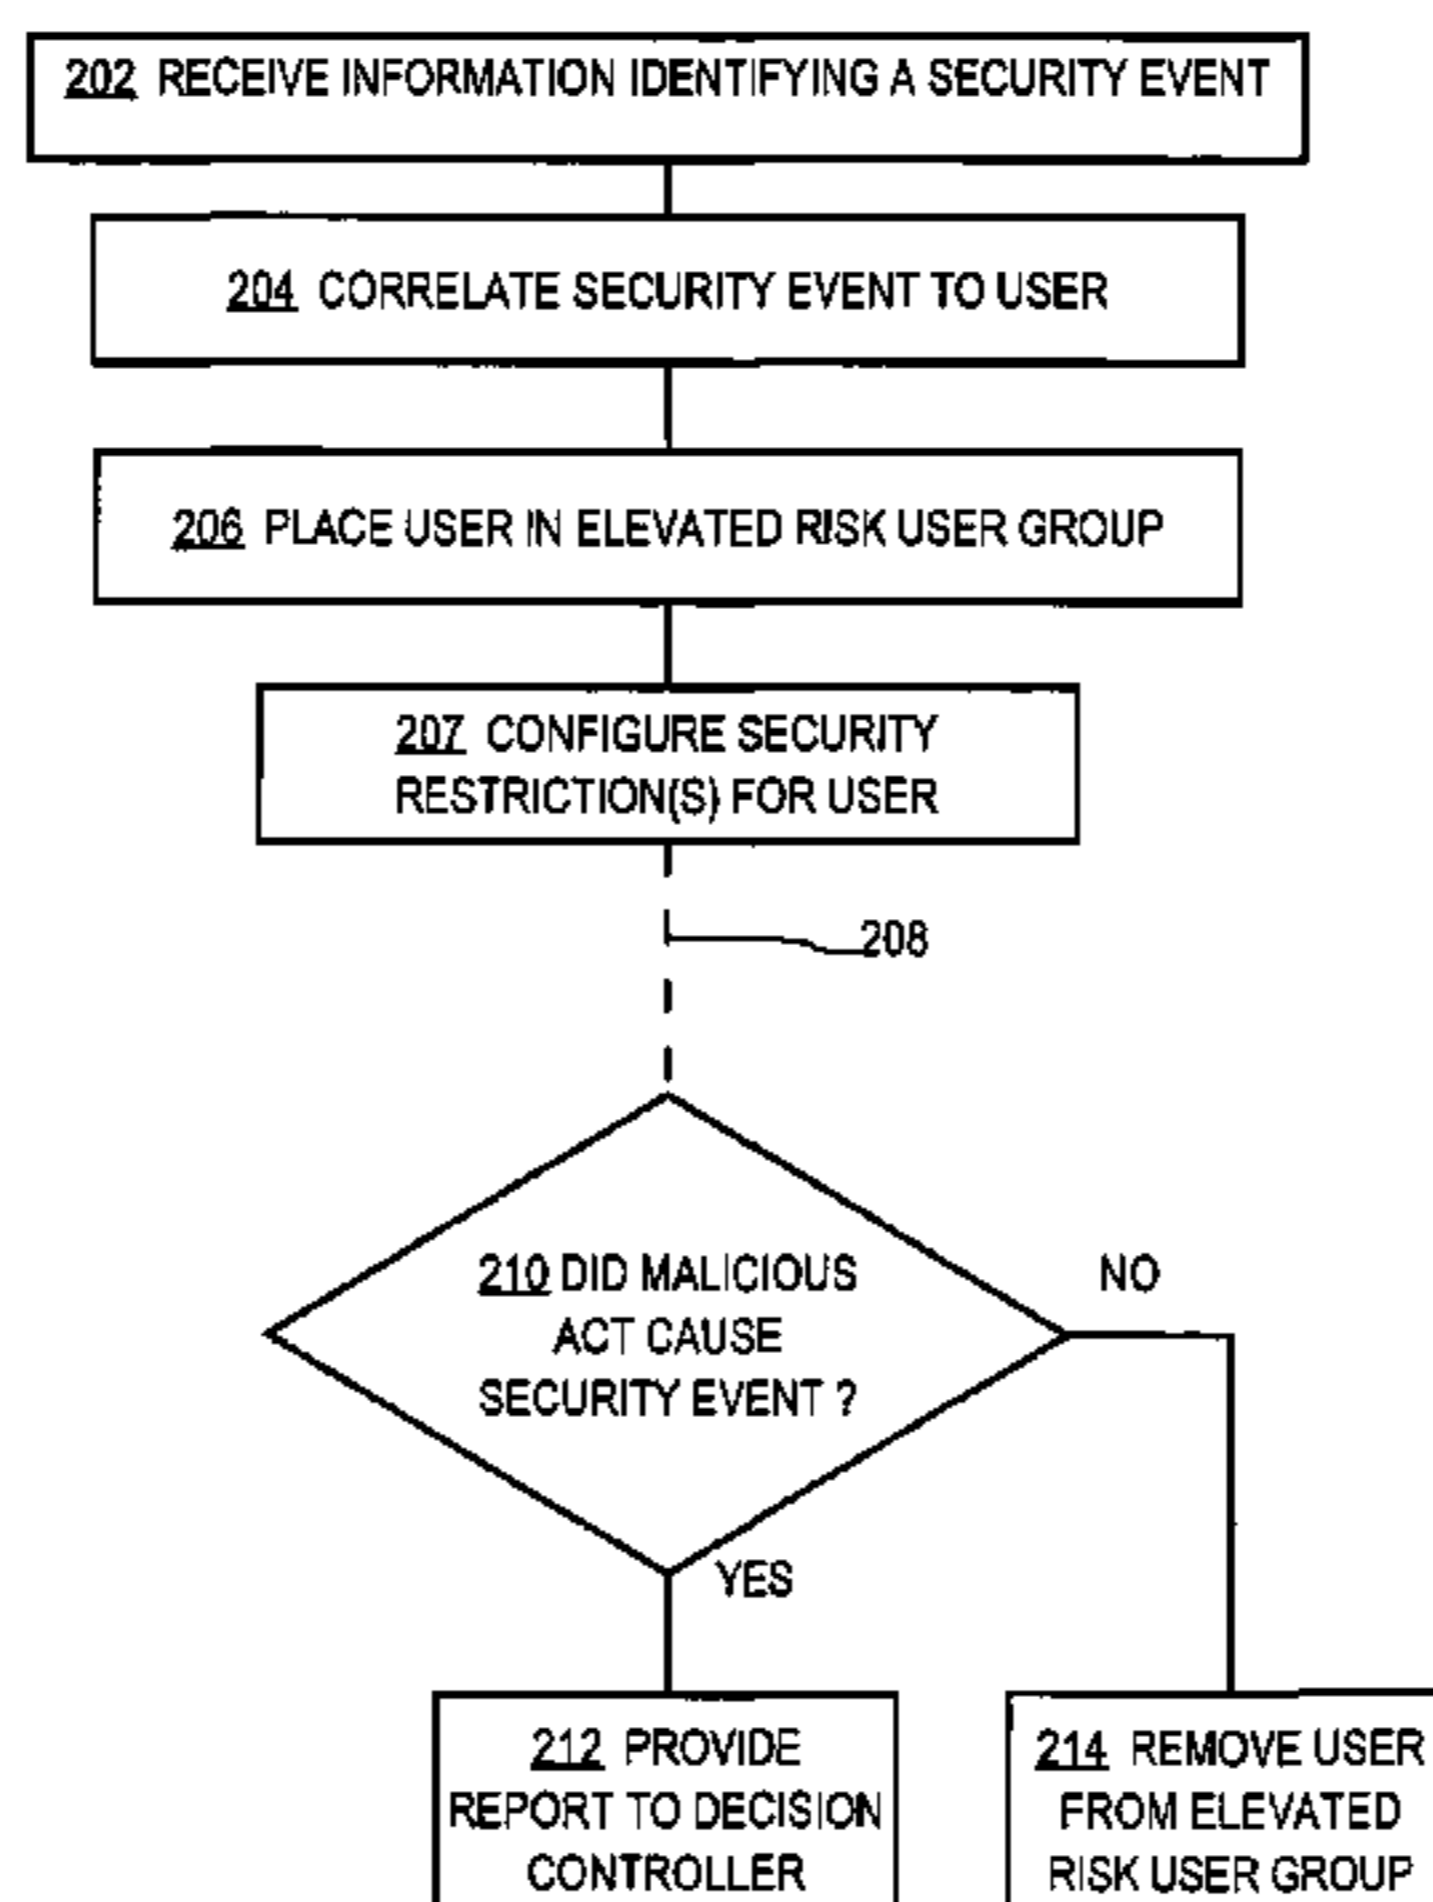 202 RECEIVE INFORMATION IDENTIFYING A SECURITY EVENT
204 CORRELATE SECURITY EVENT TO USER
206 PLACE USER IN ELEVATED RISK USER GROUP
207 CONFIGURE SECURITY
RESTRICTION(S) FOR USER
208
210 DID MALICIOUS
ACT CAUSE
SECURITY EVENT ?
NO
YES
212 PROVIDE
REPORT TO DECISION
CONTROLLER
214 REMOVE USER
FROM ELEVATED
RISK USER GROUP